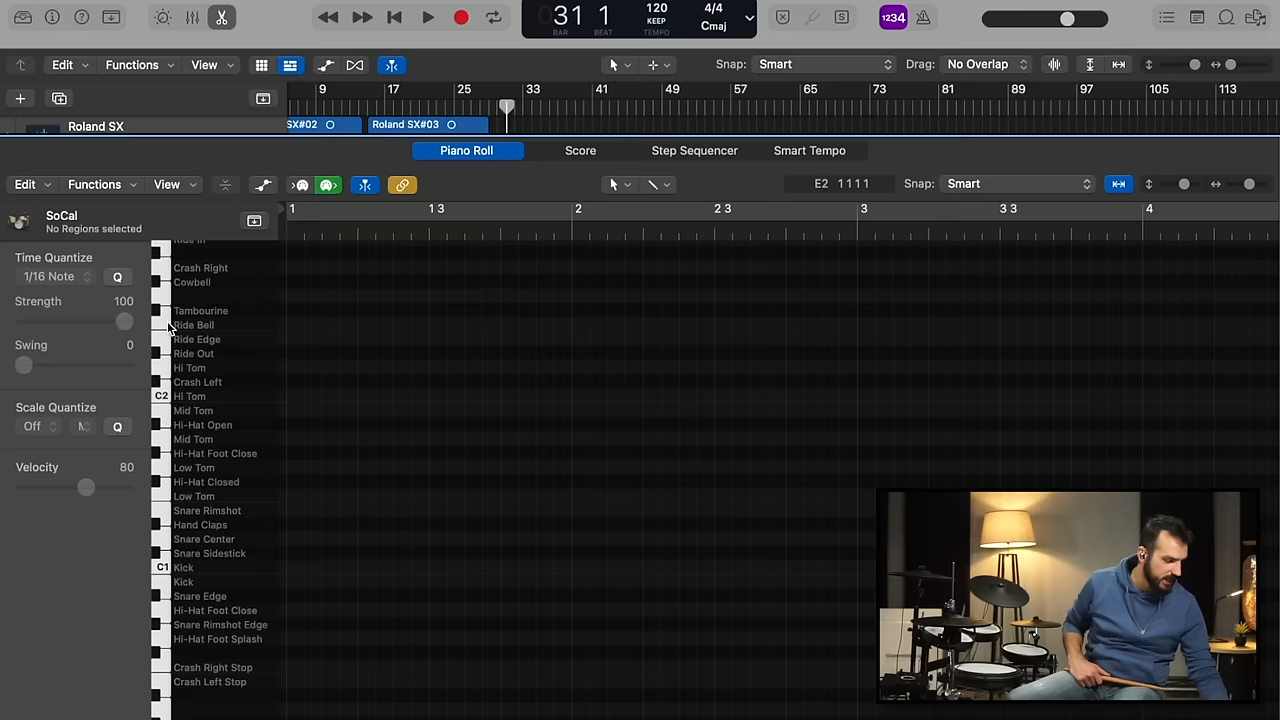 31 1 120 KEEP 4/4 Cmaj
BAR BEAT TEMPO
1234
Edit Functions View Snap: Smart Drag: No Overlap
9 17 25 33 41 49 57 65 73 81 89 97 105 113
Roland SX SX#02 Roland SX#03
Piano Roll Score Step Sequencer Smart Tempo
Edit Functions View E2 1 1 1 1 Snap: Smart
SoCal
No Regions selected
1 1 3 2 2 3 3 3 3 4
Time Quantize
1/16 Note Q
Strength 100
Swing 0
Scale Quantize
Off Q
Velocity 80
Ride In
Crash Right
Cowbell
Tambourine
Ride Bell
Ride Edge
Ride Out
Hi Tom
Crash Left
C2 Hi Tom
Mid Tom
Hi-Hat Open
Mid Tom
Hi-Hat Foot Close
Low Tom
Hi-Hat Closed
Low Tom
Snare Rimshot
Hand Claps
Snare Center
Snare Sidestick
C1 Kick
Kick
Snare Edge
Hi-Hat Foot Close
Snare Rimshot Edge
Hi-Hat Foot Splash
Crash Right Stop
Crash Left Stop